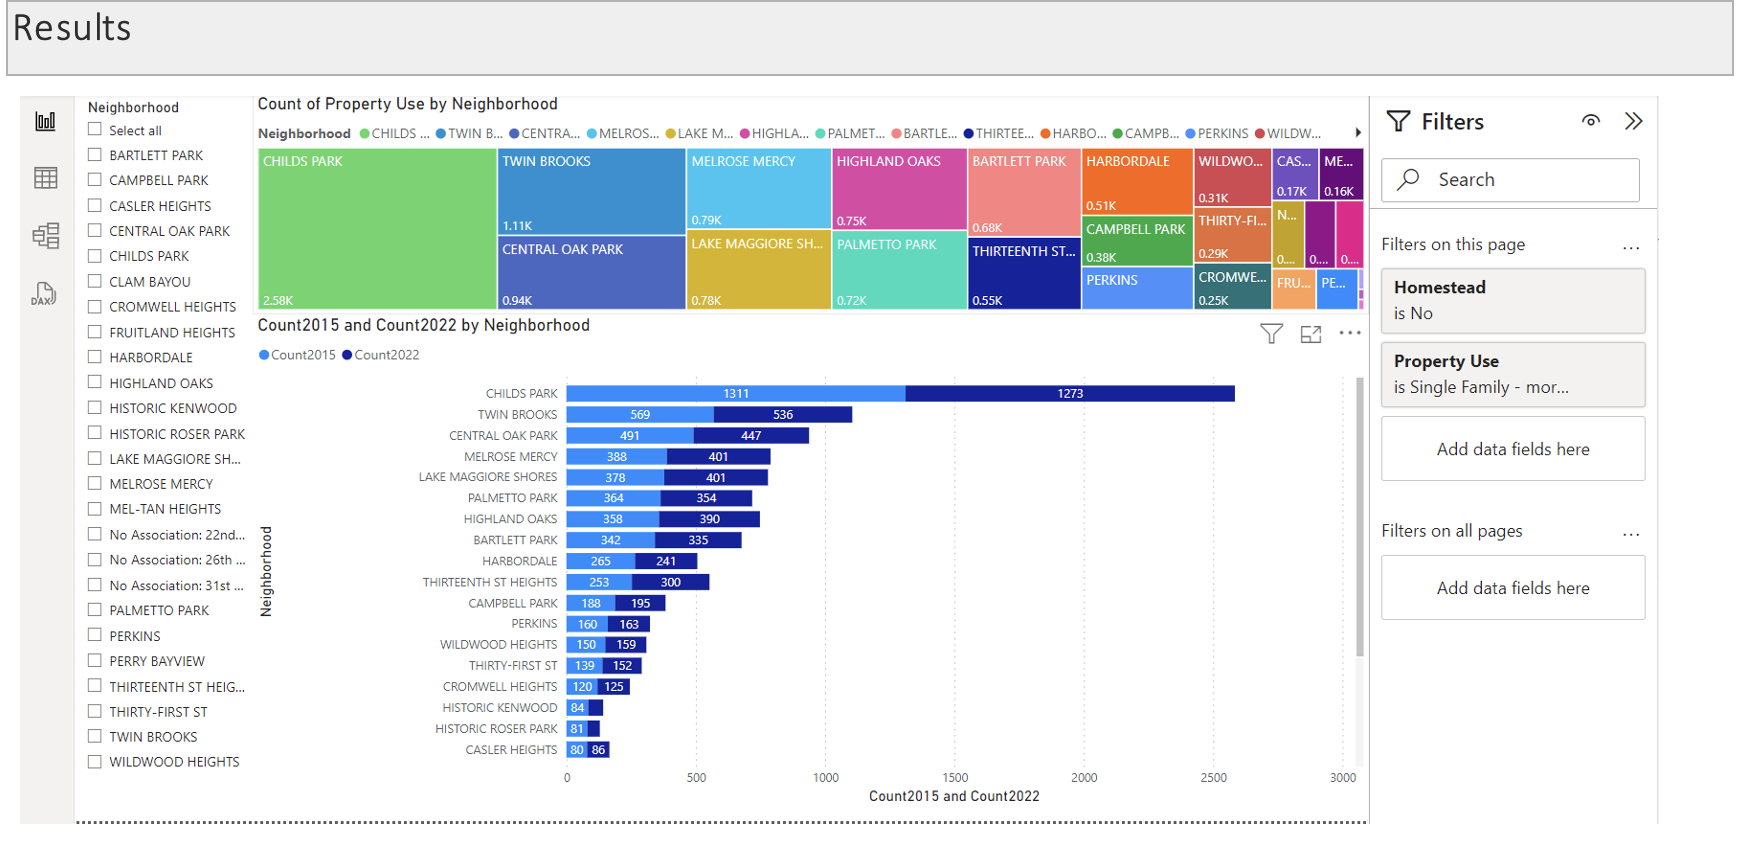 Results
DAX
Neighborhood
Select all
BARTLETT PARK
CAMPBELL PARK
CASLER HEIGHTS
CENTRAL OAK PARK
CHILDS PARK
CLAM BAYOU
CROMWELL HEIGHTS
FRUITLAND HEIGHTS
HARBORDALE
HIGHLAND OAKS
HISTORIC KENWOOD
HISTORIC ROSER PARK
LAKE MAGGIORE SH...
MELROSE MERCY
MEL-TAN HEIGHTS
No Association: 22nd...
No Association: 26th ...
No Association: 31st ...
PALMETTO PARK
PERKINS
PERRY BAYVIEW
THIRTEENTH ST HEIG...
THIRTY-FIRST ST
TWIN BROOKS
WILDWOOD HEIGHTS
Count of Property Use by Neighborhood
Neighborhood CHILDS ... TWIN B... CENTRA... MELROS... LAKE M... HIGHLA... PALMET... BARTLE... THIRTEE... HARBO... CAMPB... PERKINS WILDW...
CHILDS PARK
2.58K
TWIN BROOKS
1.11K
CENTRAL OAK PARK
0.94K
MELROSE MERCY
0.79K
LAKE MAGGIORE SH...
0.78K
HIGHLAND OAKS
0.75K
PALMETTO PARK
0.72K
BARTLETT PARK
0.68K
THIRTEENTH ST...
0.55K
HARBORDALE
0.51K
CAMPBELL PARK
0.38K
PERKINS
WILDWO...
0.31K
THIRTY-FI...
0.29K
CROMWE...
0.25K
CAS...
0.17K
ME...
0.16K
N...
0....
0....
0....
FRU...
PE...
Count2015 and Count2022 by Neighborhood
Count2015 Count2022
Neighborhood
CHILDS PARK 1311 1273
TWIN BROOKS 569 536
CENTRAL OAK PARK 491 447
MELROSE MERCY 388 401
LAKE MAGGIORE SHORES 378 401
PALMETTO PARK 364 354
HIGHLAND OAKS 358 390
BARTLETT PARK 342 335
HARBORDALE 265 241
THIRTEENTH ST HEIGHTS 253 300
CAMPBELL PARK 188 195
PERKINS 160 163
WILDWOOD HEIGHTS 150 159
THIRTY-FIRST ST 139 152
CROMWELL HEIGHTS 120 125
HISTORIC KENWOOD 84
HISTORIC ROSER PARK 81
CASLER HEIGHTS 80 86
0 500 1000 1500 2000 2500 3000
Count2015 and Count2022
Filters
Search
Filters on this page ...
Homestead
is No
Property Use
is Single Family - mor...
Add data fields here
Filters on all pages ...
Add data fields here